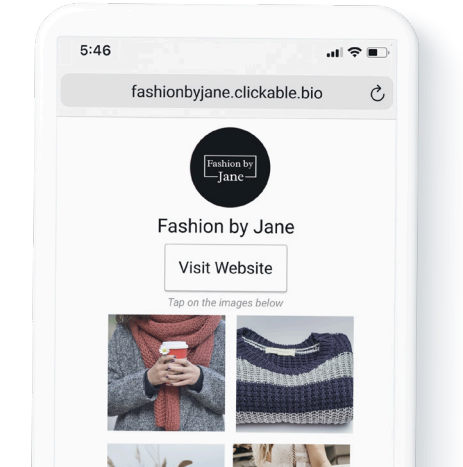 5:46
fashionbyjane.clickable.bio
Fashion by
Jane
Fashion by Jane
Visit Website
Tap on the images below